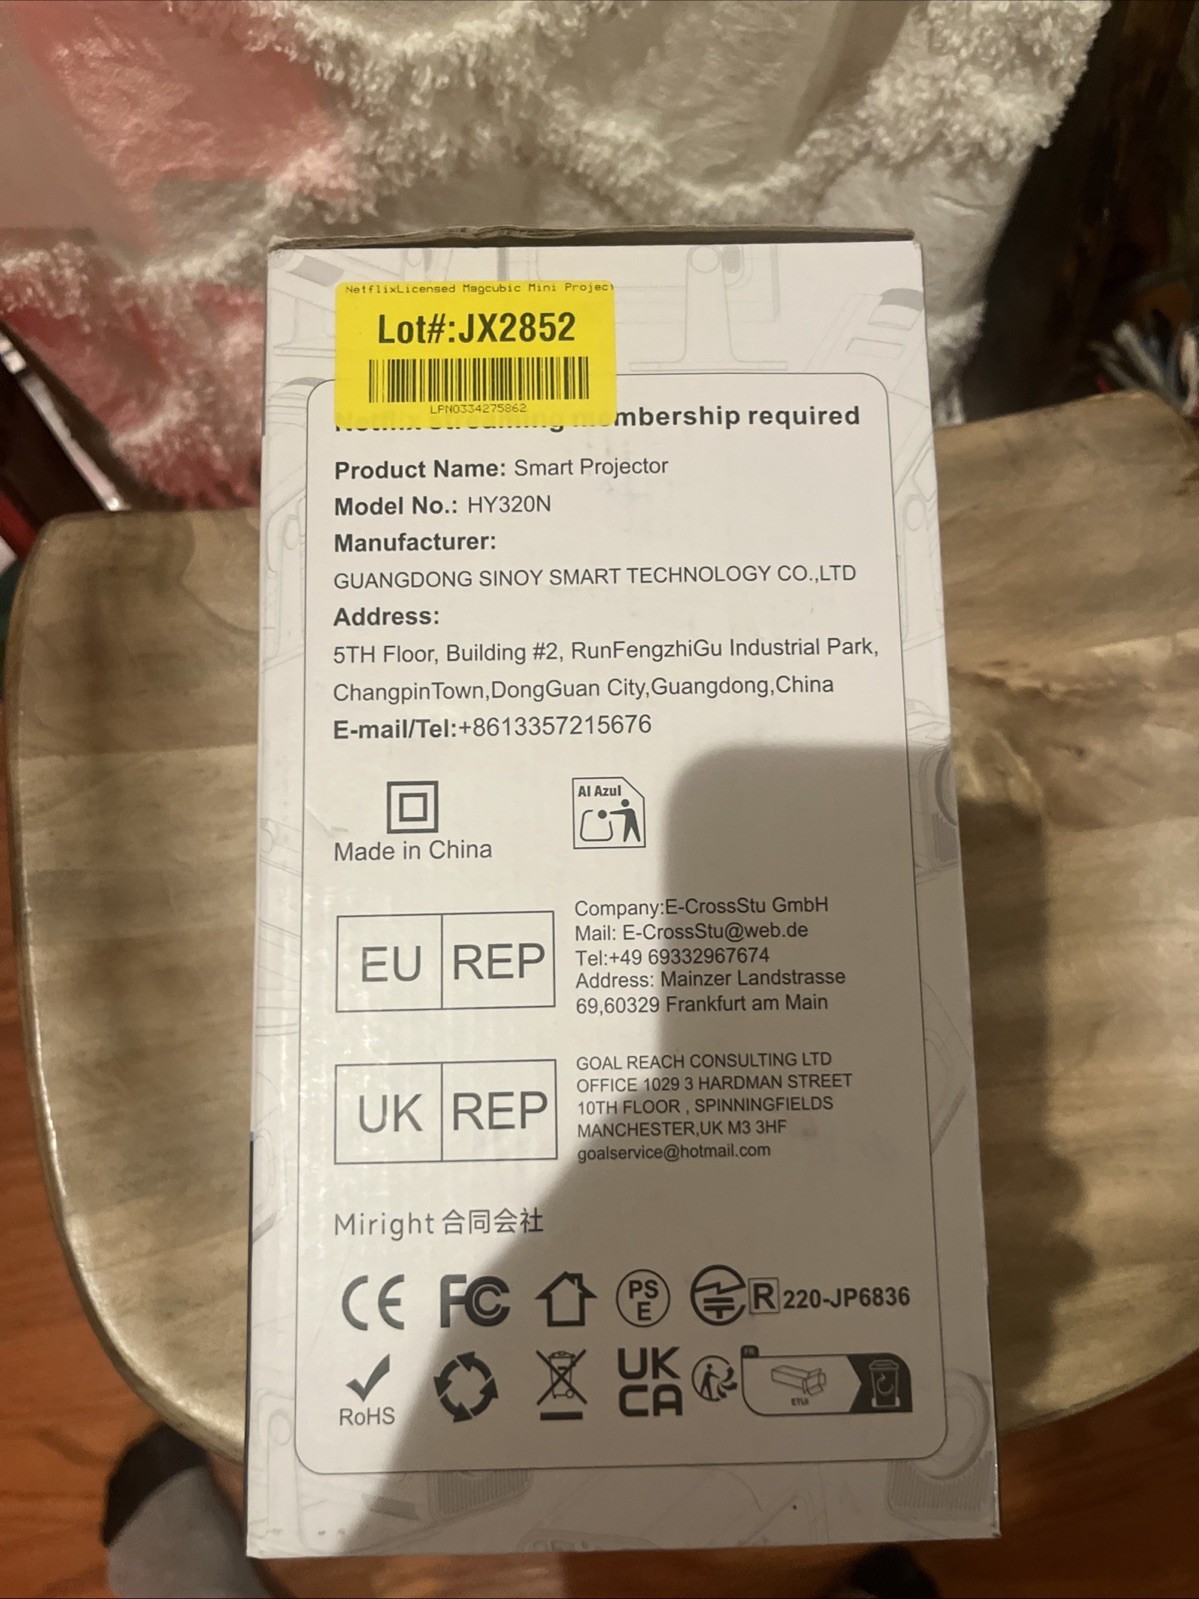 NetflixLicensed Magcubic Mini Projec
Lot#:JX2852
LPN0334275862
Netflix streaming membership required
Product Name: Smart Projector
Model No.: HY320N
Manufacturer:
GUANGDONG SINOY SMART TECHNOLOGY CO.,LTD
Address:
5TH Floor, Building #2, RunFengzhiGu Industrial Park,
ChangpinTown,DongGuan City,Guangdong,China
E-mail/Tel:+8613357215676
Al Azul
Made in China
EU REP
Company:E-CrossStu GmbH
Mail: E-CrossStu@web.de
Tel:+49 69332967674
Address: Mainzer Landstrasse
69,60329 Frankfurt am Main
UK REP
GOAL REACH CONSULTING LTD
OFFICE 1029 3 HARDMAN STREET
10TH FLOOR , SPINNINGFIELDS
MANCHESTER,UK M3 3HF
goalservice@hotmail.com
Miright 合同会社
CE FC PS E R 220-JP6836
RoHS
UK CA
FR
ETUI